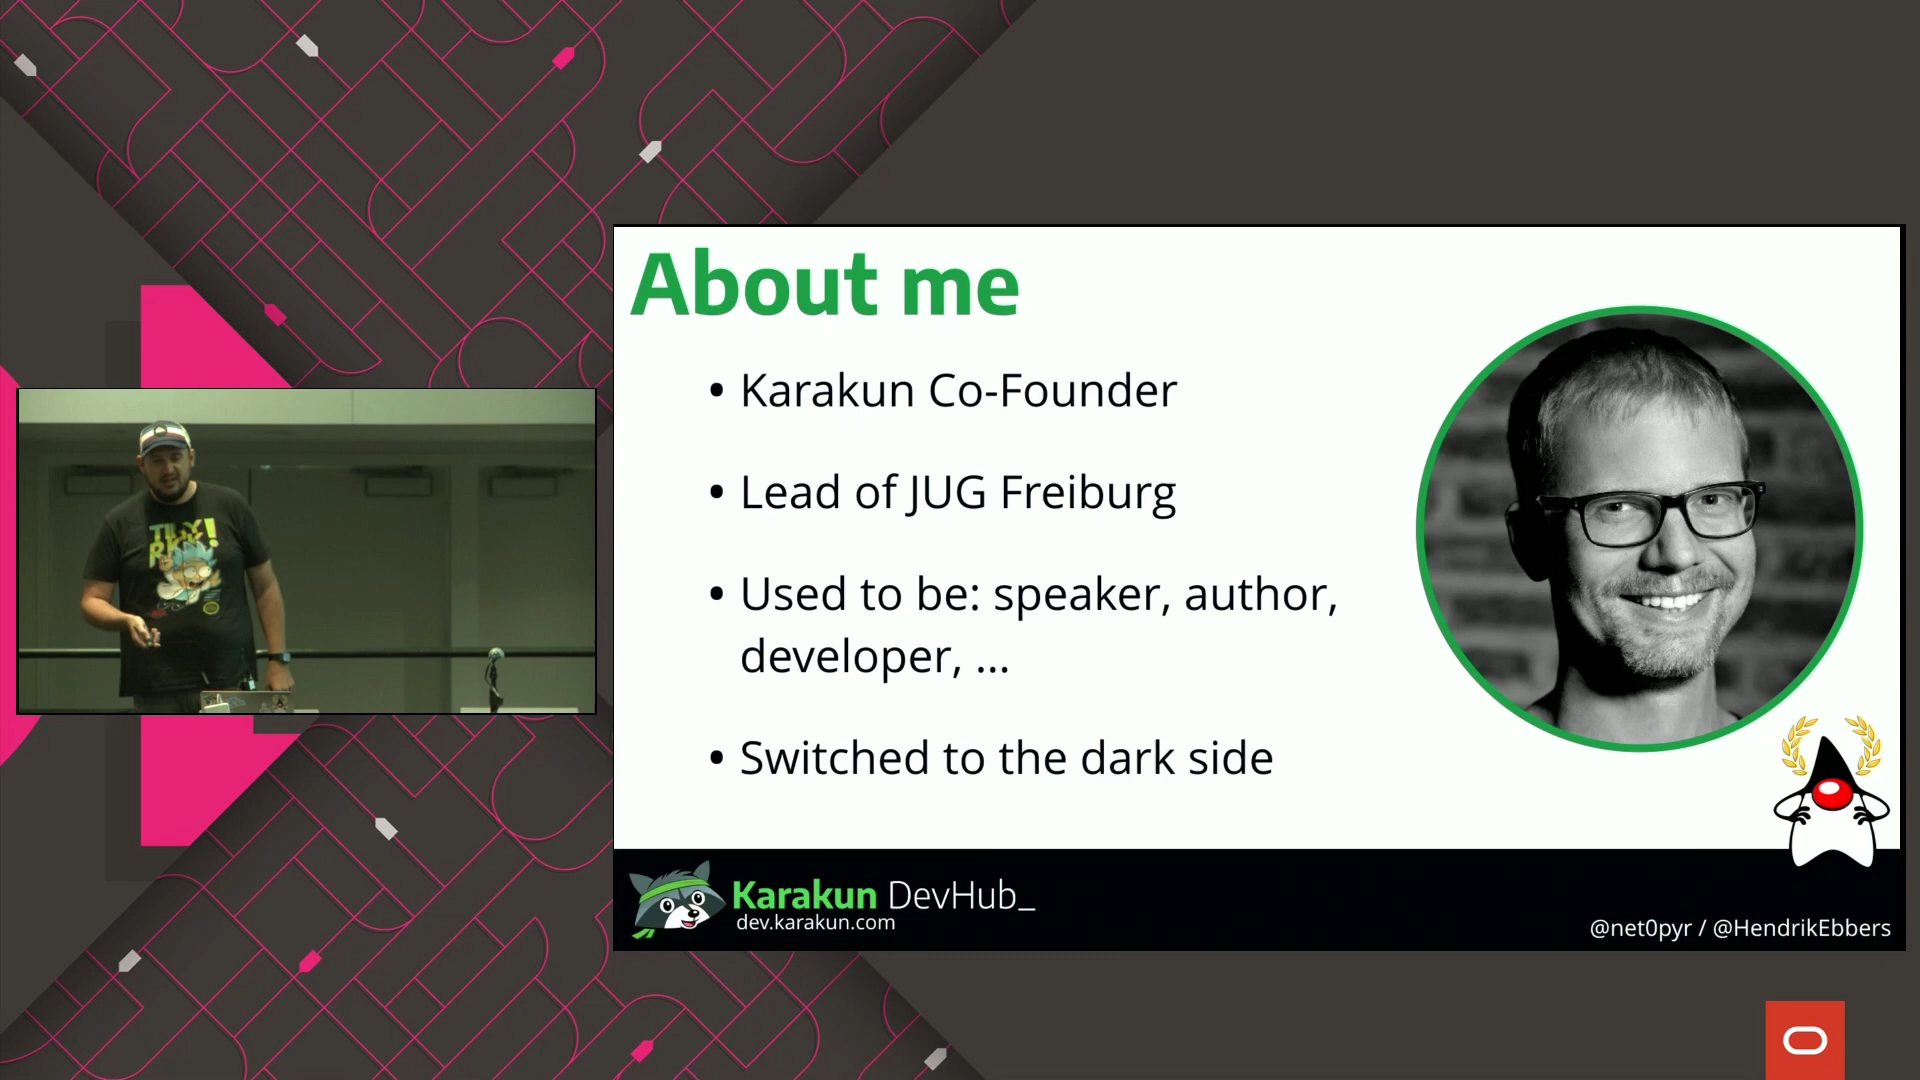 About me
• Karakun Co-Founder
• Lead of JUG Freiburg
• Used to be: speaker, author,
developer, ...
• Switched to the dark side
Karakun DevHub_
dev.karakun.com
@net0pyr / @HendrikEbbers